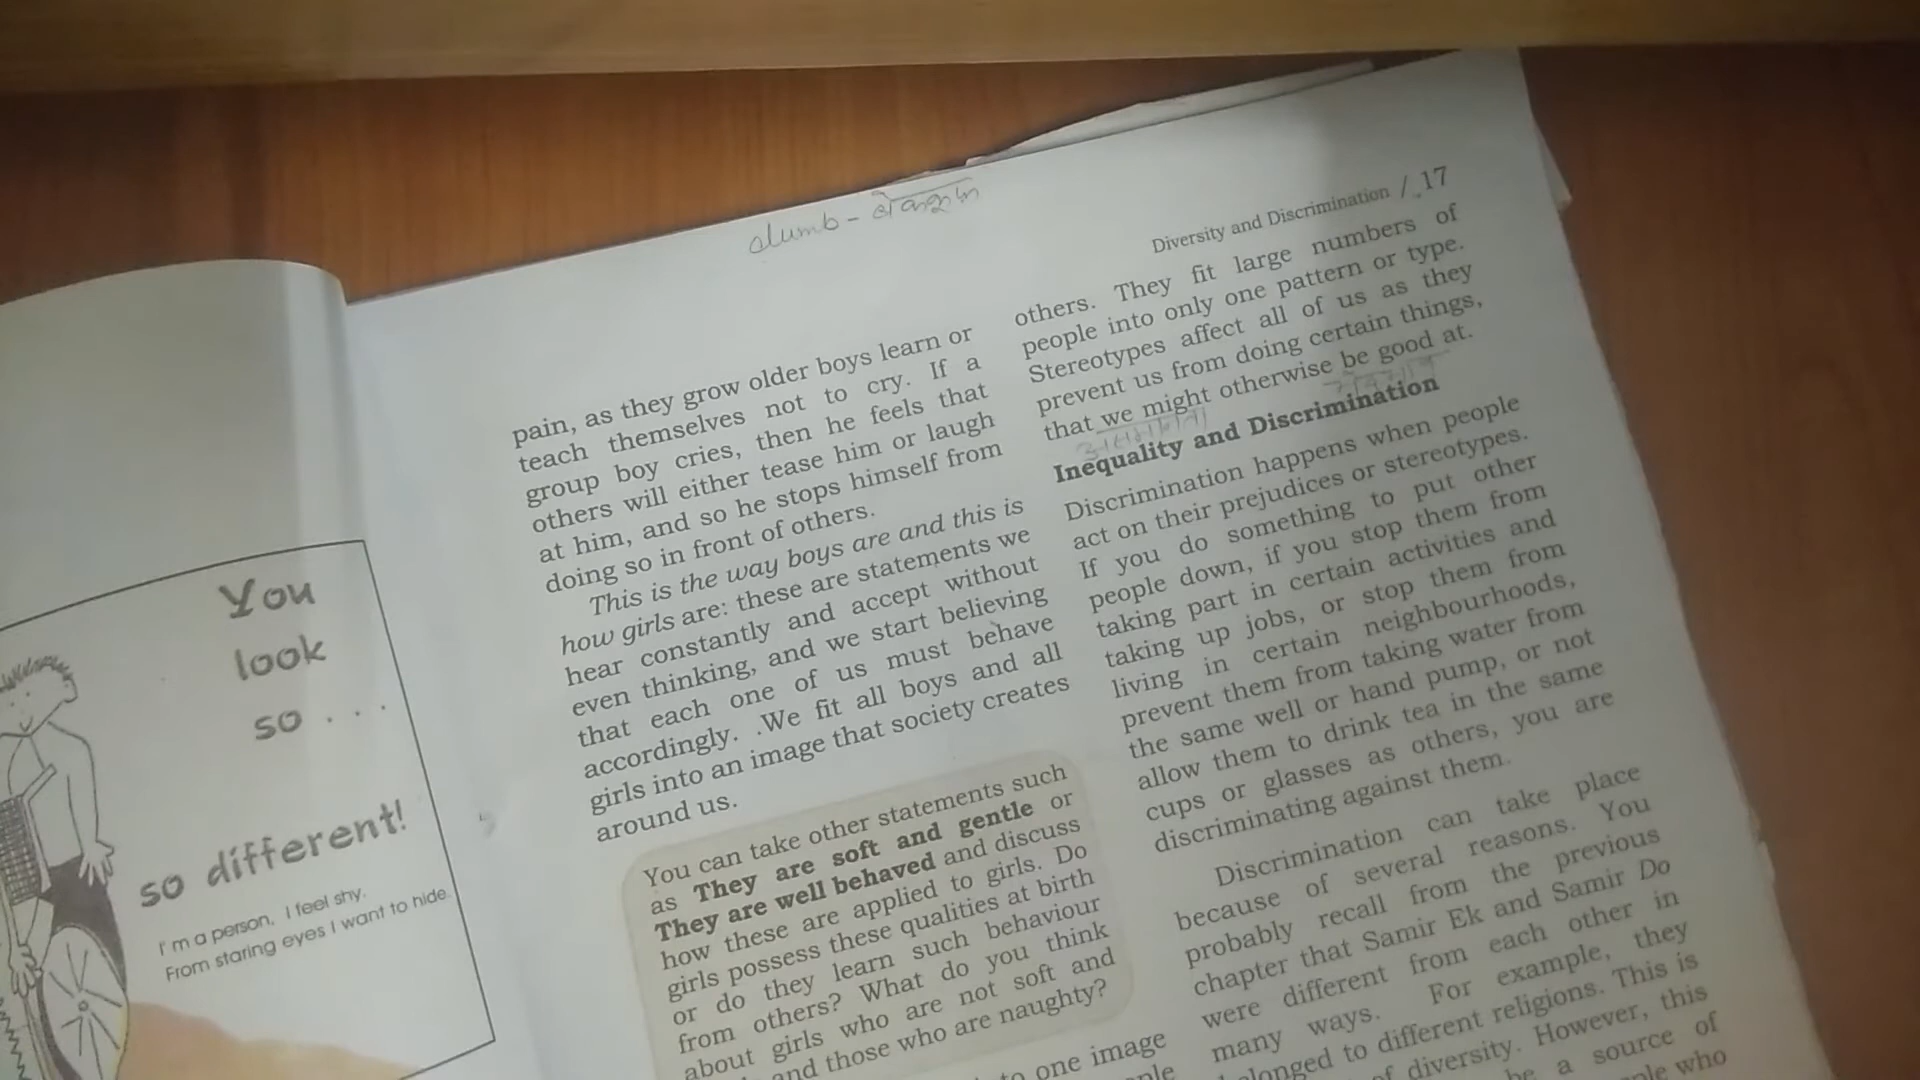 You
look
so . . .
so different!
I'm a person. I feel shy.
From staring eyes I want to hide.
dumb - बेवकूफ
Diversity and Discrimination / 17
pain, as they grow older boys learn or
teach themselves not to cry. If a
group boy cries, then he feels that
others will either tease him or laugh
at him, and so he stops himself from
doing so in front of others.
This is the way boys are and this is
how girls are: these are statements we
hear constantly and accept without
even thinking, and we start believing
that each one of us must behave
accordingly. .We fit all boys and all
girls into an image that society creates
around us.
You can take other statements such
as They are soft and gentle or
They are well behaved and discuss
how these are applied to girls. Do
girls possess these qualities at birth
or do they learn such behaviour
from others? What do you think
about girls who are not soft and
and those who are naughty?
one image
others. They fit large numbers of
people into only one pattern or type.
Stereotypes affect all of us as they
prevent us from doing certain things,
that we might otherwise be good at.
Inequality and Discrimination
Discrimination happens when people
act on their prejudices or stereotypes.
If you do something to put other
people down, if you stop them from
taking part in certain activities and
taking up jobs, or stop them from
living in certain neighbourhoods,
prevent them from taking water from
the same well or hand pump, or not
allow them to drink tea in the same
cups or glasses as others, you are
discriminating against them.
Discrimination can take place
because of several reasons. You
probably recall from the previous
chapter that Samir Ek and Samir Do
were different from each other in
many ways. For example, they
to different religions. This is
of diversity. However, this
be a source of
who